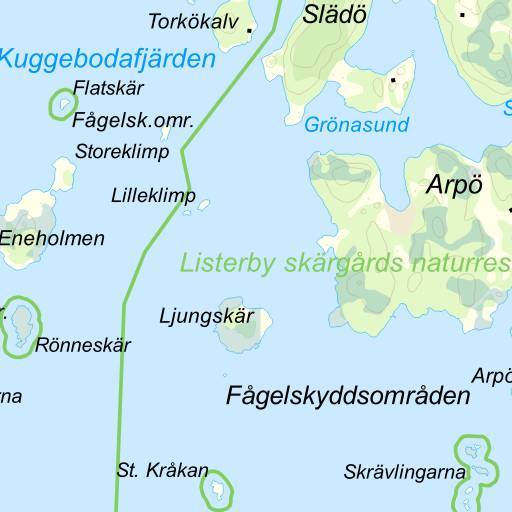 Torkökalv
Slädö
Kuggebodafjärden
Flatskär
Fågelsk.omr.
Grönasund
Storeklimp
Arpö
Lilleklimp
Eneholmen
Listerby skärgårds naturres
r.
Ljungskär
Rönneskär
Arpö
Fågelskyddsområden
rna
St. Kråkan
Skrävlingarna